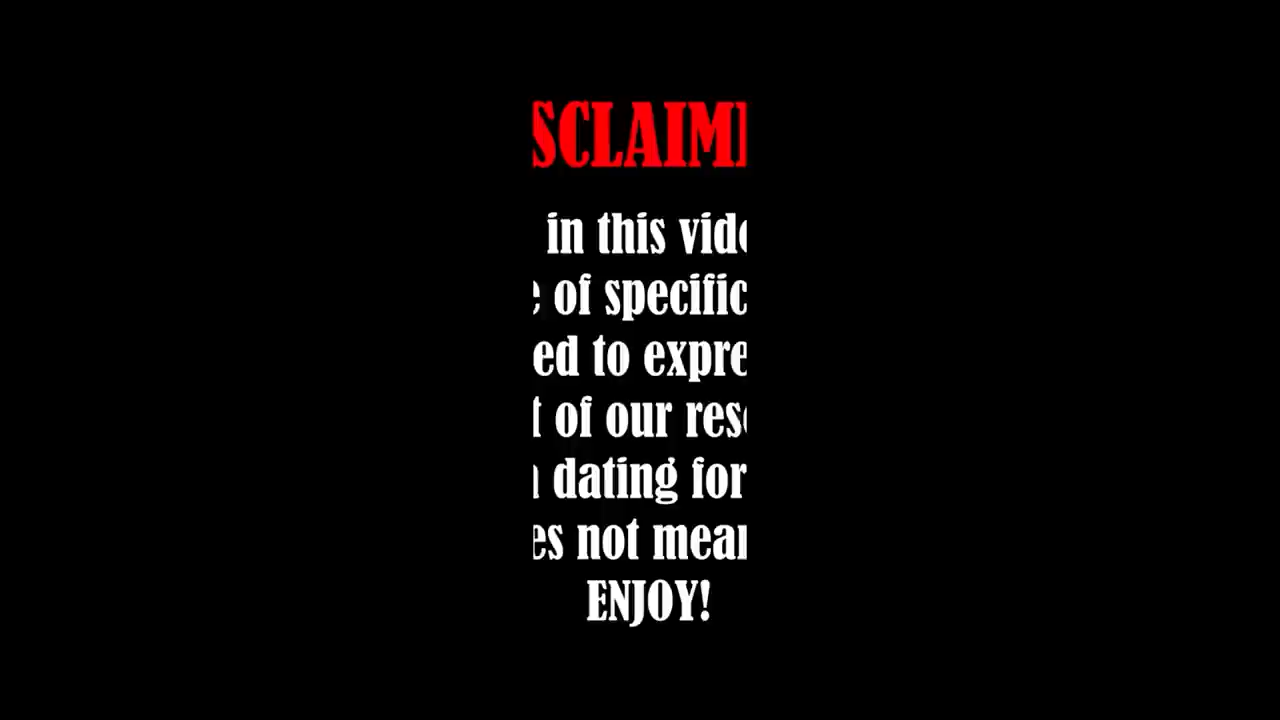 SCLAIM
in this vid
of specific
ed to expre
of our res
dating for
es not mea
ENJOY!